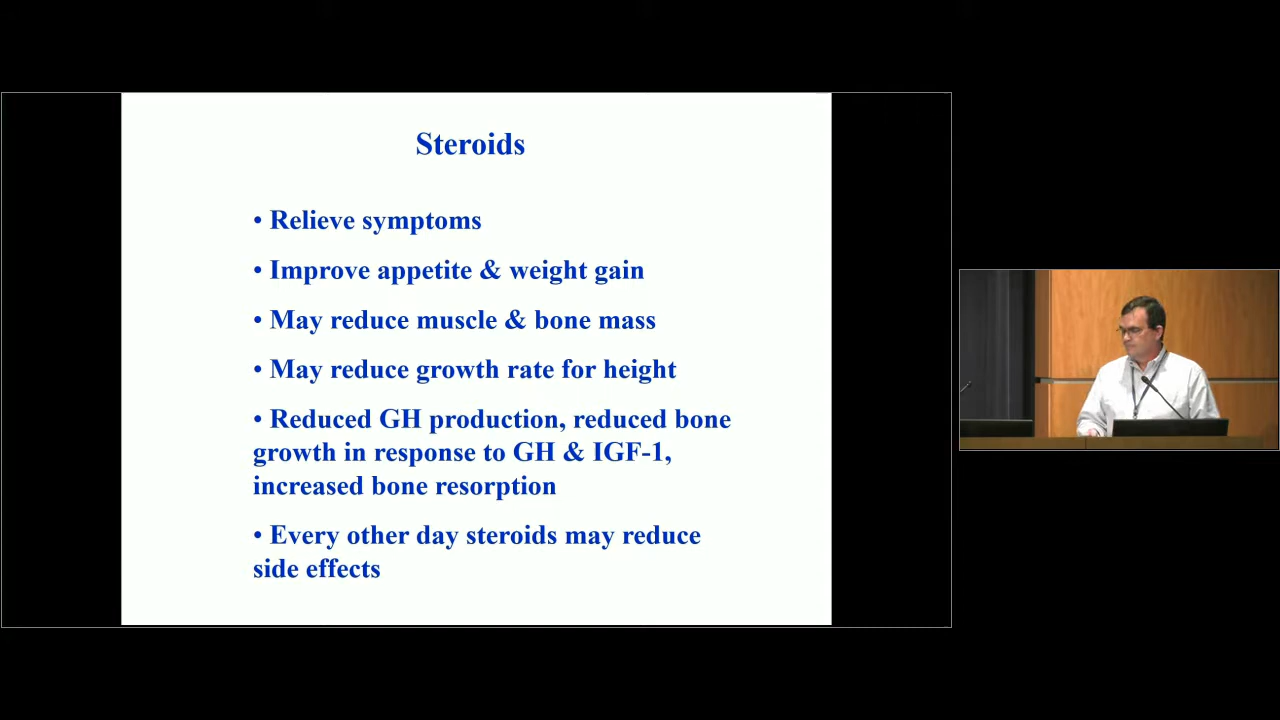 Steroids
• Relieve symptoms
• Improve appetite & weight gain
• May reduce muscle & bone mass
• May reduce growth rate for height
• Reduced GH production, reduced bone
growth in response to GH & IGF-1,
increased bone resorption
• Every other day steroids may reduce
side effects